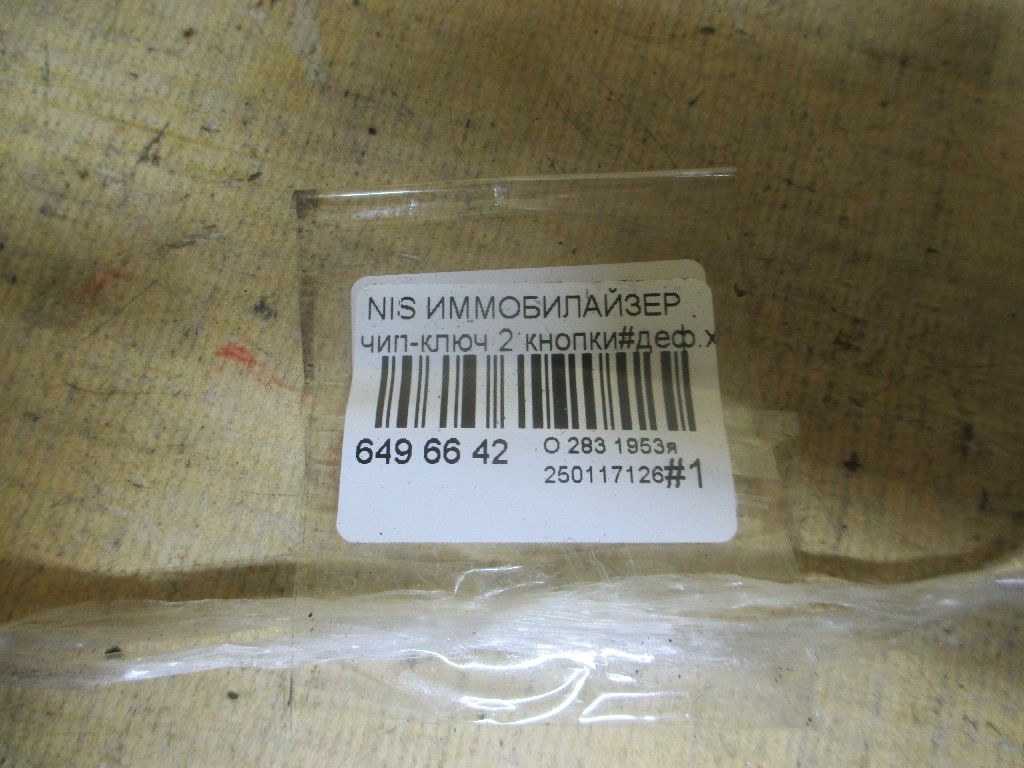 NIS ИММОБИЛАЙЗЕР
чип-ключ 2 кнопки#деф.х
649 66 42 О 283 1953я
250117126#1